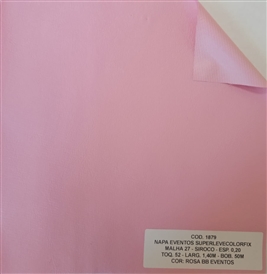 COD. 1879
NAPA EVENTOS SUPERLEVECOLORFIX
MALHA 27 - SIROCO - ESP. 0,20
TOQ. 52 - LARG. 1,40M - BOB. 50M
COR: ROSA BB EVENTOS